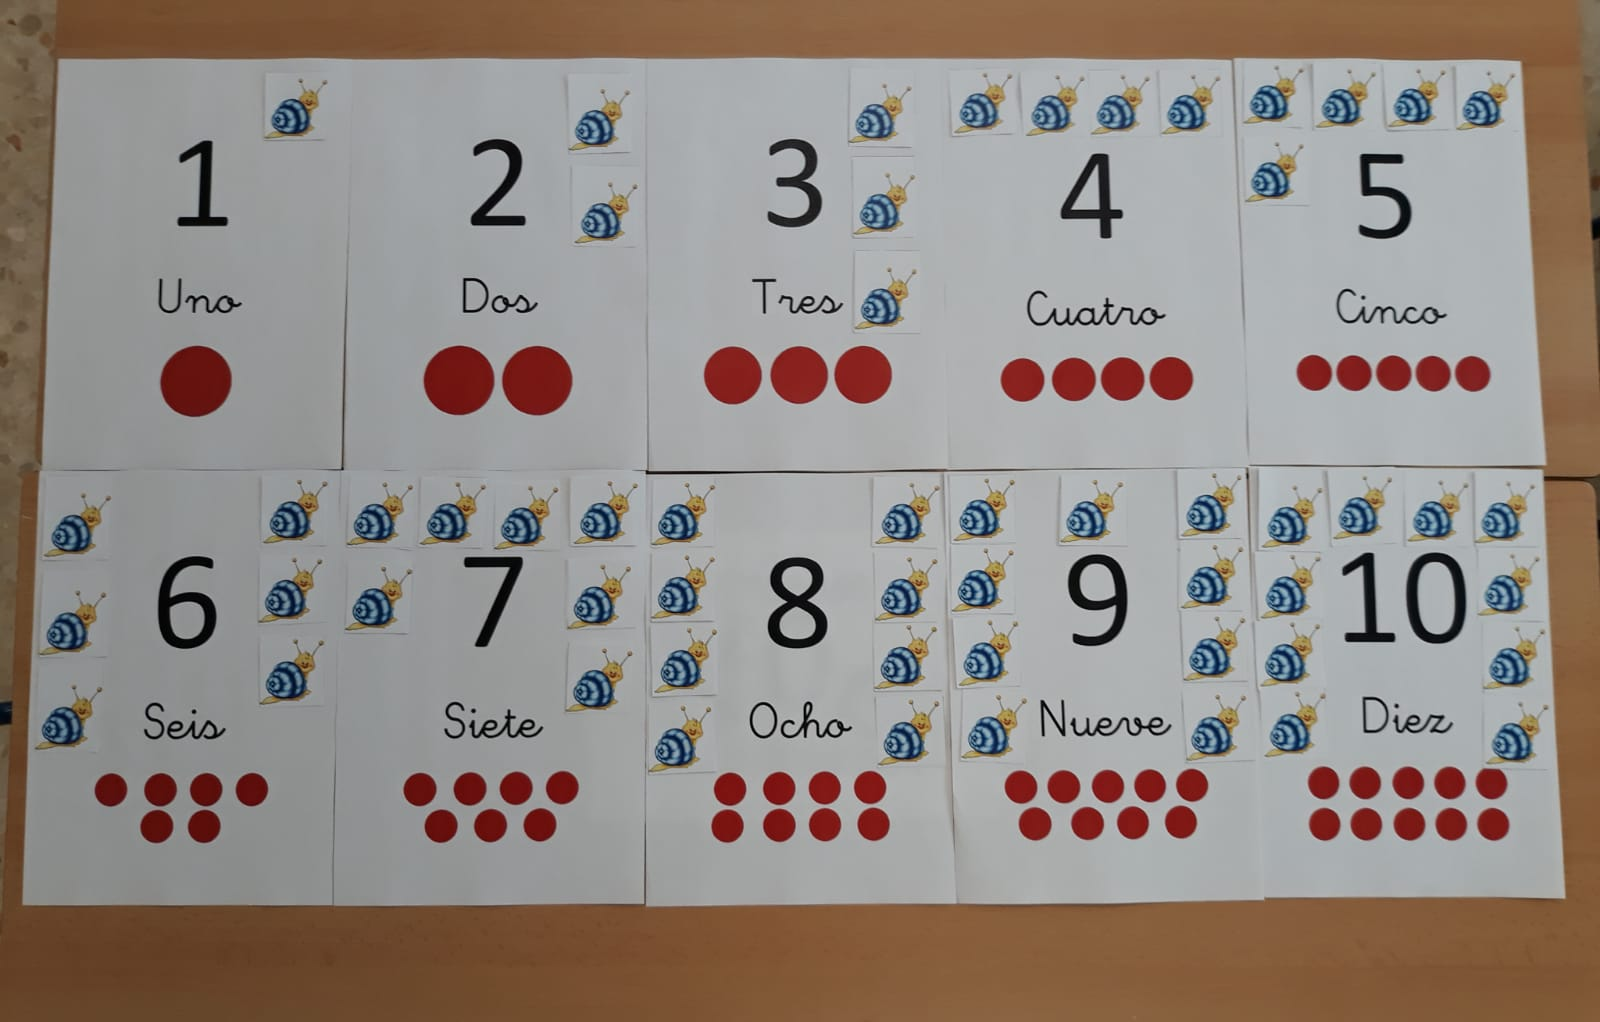 1
Uno
2
Dos
3
Tres
4
Cuatro
5
Cinco
6
Seis
7
Siete
8
Ocho
9
Nueve
10
Diez